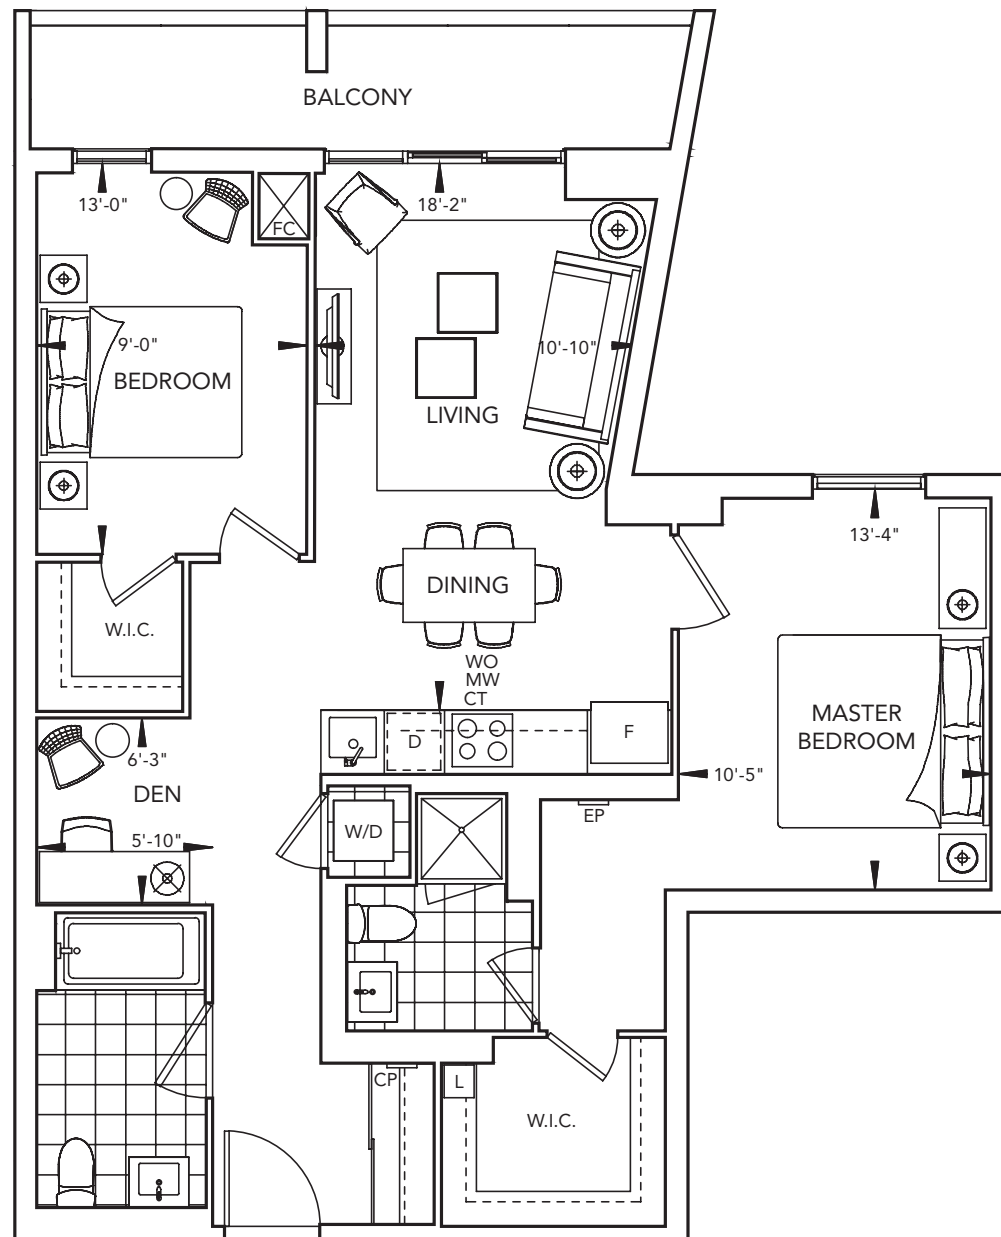 BALCONY
13'-0"
18'-2"
FC
9'-0"
10'-10"
BEDROOM
LIVING
13'-4"
DINING
W.I.C.
WO
MW
CT
MASTER
BEDROOM
D
F
6'-3"
10'-5"
DEN
EP
W/D
5'-10"
CP
L
W.I.C.